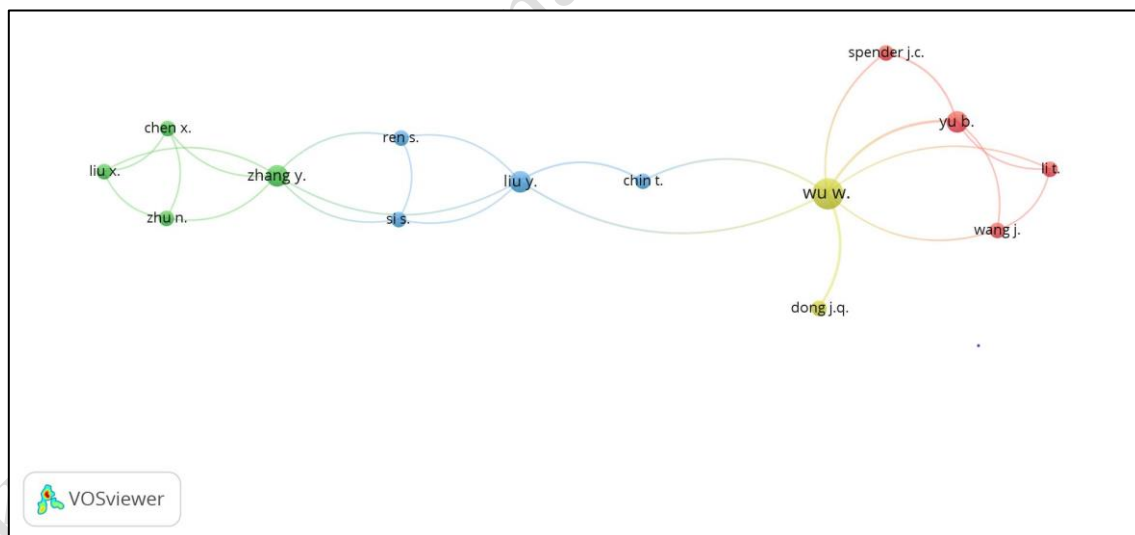 spender j.c.
chen x.
yu b.
ren s.
liu x.
zhang y.
liu y.
chin t.
li t.
wu w.
zhu n.
si s.
wang j.
dong j.q.
VOSviewer